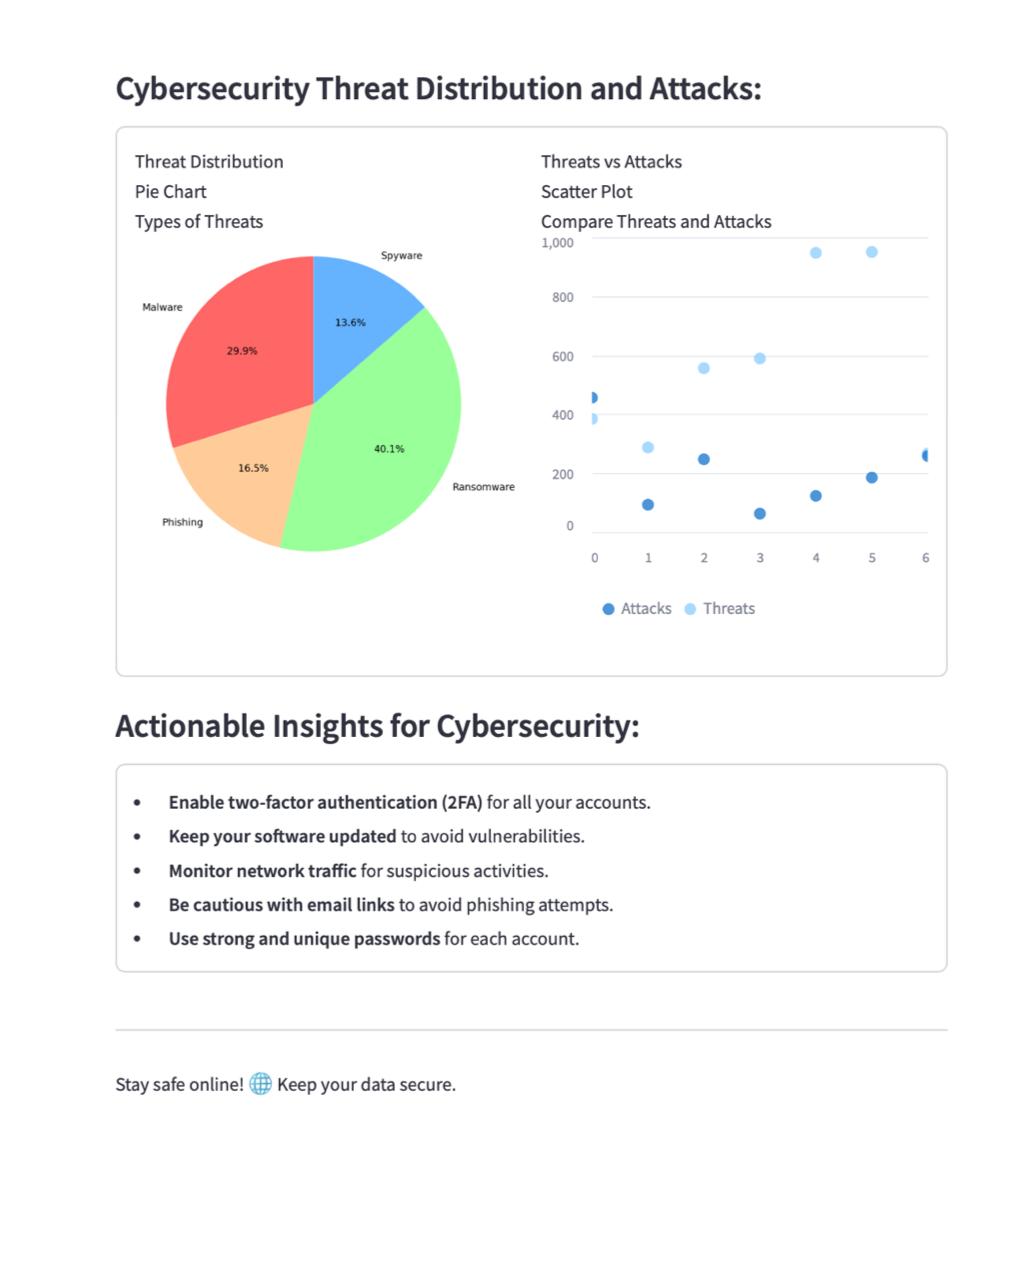 Cybersecurity Threat Distribution and Attacks:
Threat Distribution
Pie Chart
Types of Threats
Spyware
Malware
13.6%
29.9%
40.1%
16.5%
Ransomware
Phishing
Threats vs Attacks
Scatter Plot
Compare Threats and Attacks
1,000
800
600
400
200
0
0 1 2 3 4 5 6
Attacks Threats
Actionable Insights for Cybersecurity:
• Enable two-factor authentication (2FA) for all your accounts.
• Keep your software updated to avoid vulnerabilities.
• Monitor network traffic for suspicious activities.
• Be cautious with email links to avoid phishing attempts.
• Use strong and unique passwords for each account.
Stay safe online! 🌐 Keep your data secure.